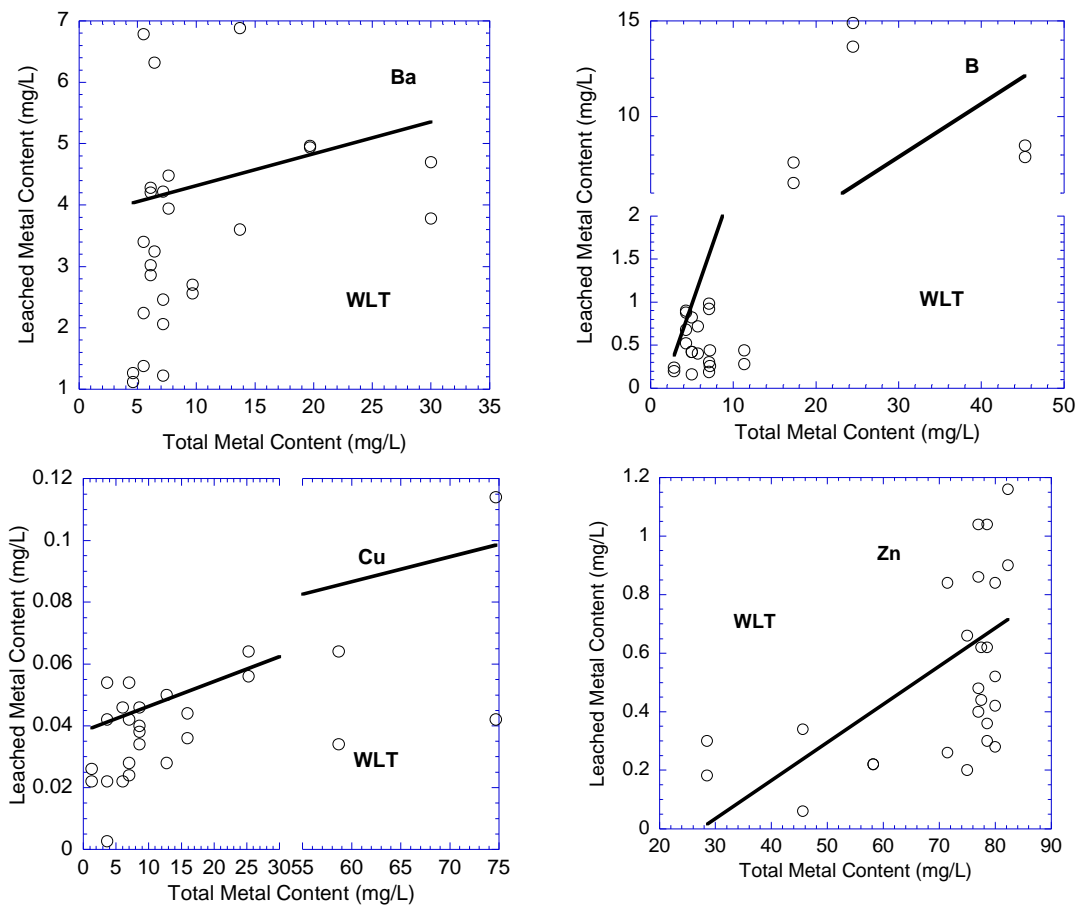 Leached Metal Content (mg/L)
7
6
5
4
3
2
1
Ba
WLT
0 5 10 15 20 25 30 35
Total Metal Content (mg/L)
Leached Metal Content (mg/L)
15
10
2
1.5
1
0.5
0
B
WLT
0 10 20 30 40 50
Total Metal Content (mg/L)
Leached Metal Content (mg/L)
0.12
0.1
0.08
0.06
0.04
0.02
0
Cu
WLT
0 5 10 15 20 25 30 55 60 65 70 75
Total Metal Content (mg/L)
Leached Metal Content (mg/L)
1.2
1
0.8
0.6
0.4
0.2
0
Zn
WLT
20 30 40 50 60 70 80 90
Total Metal Content (mg/L)